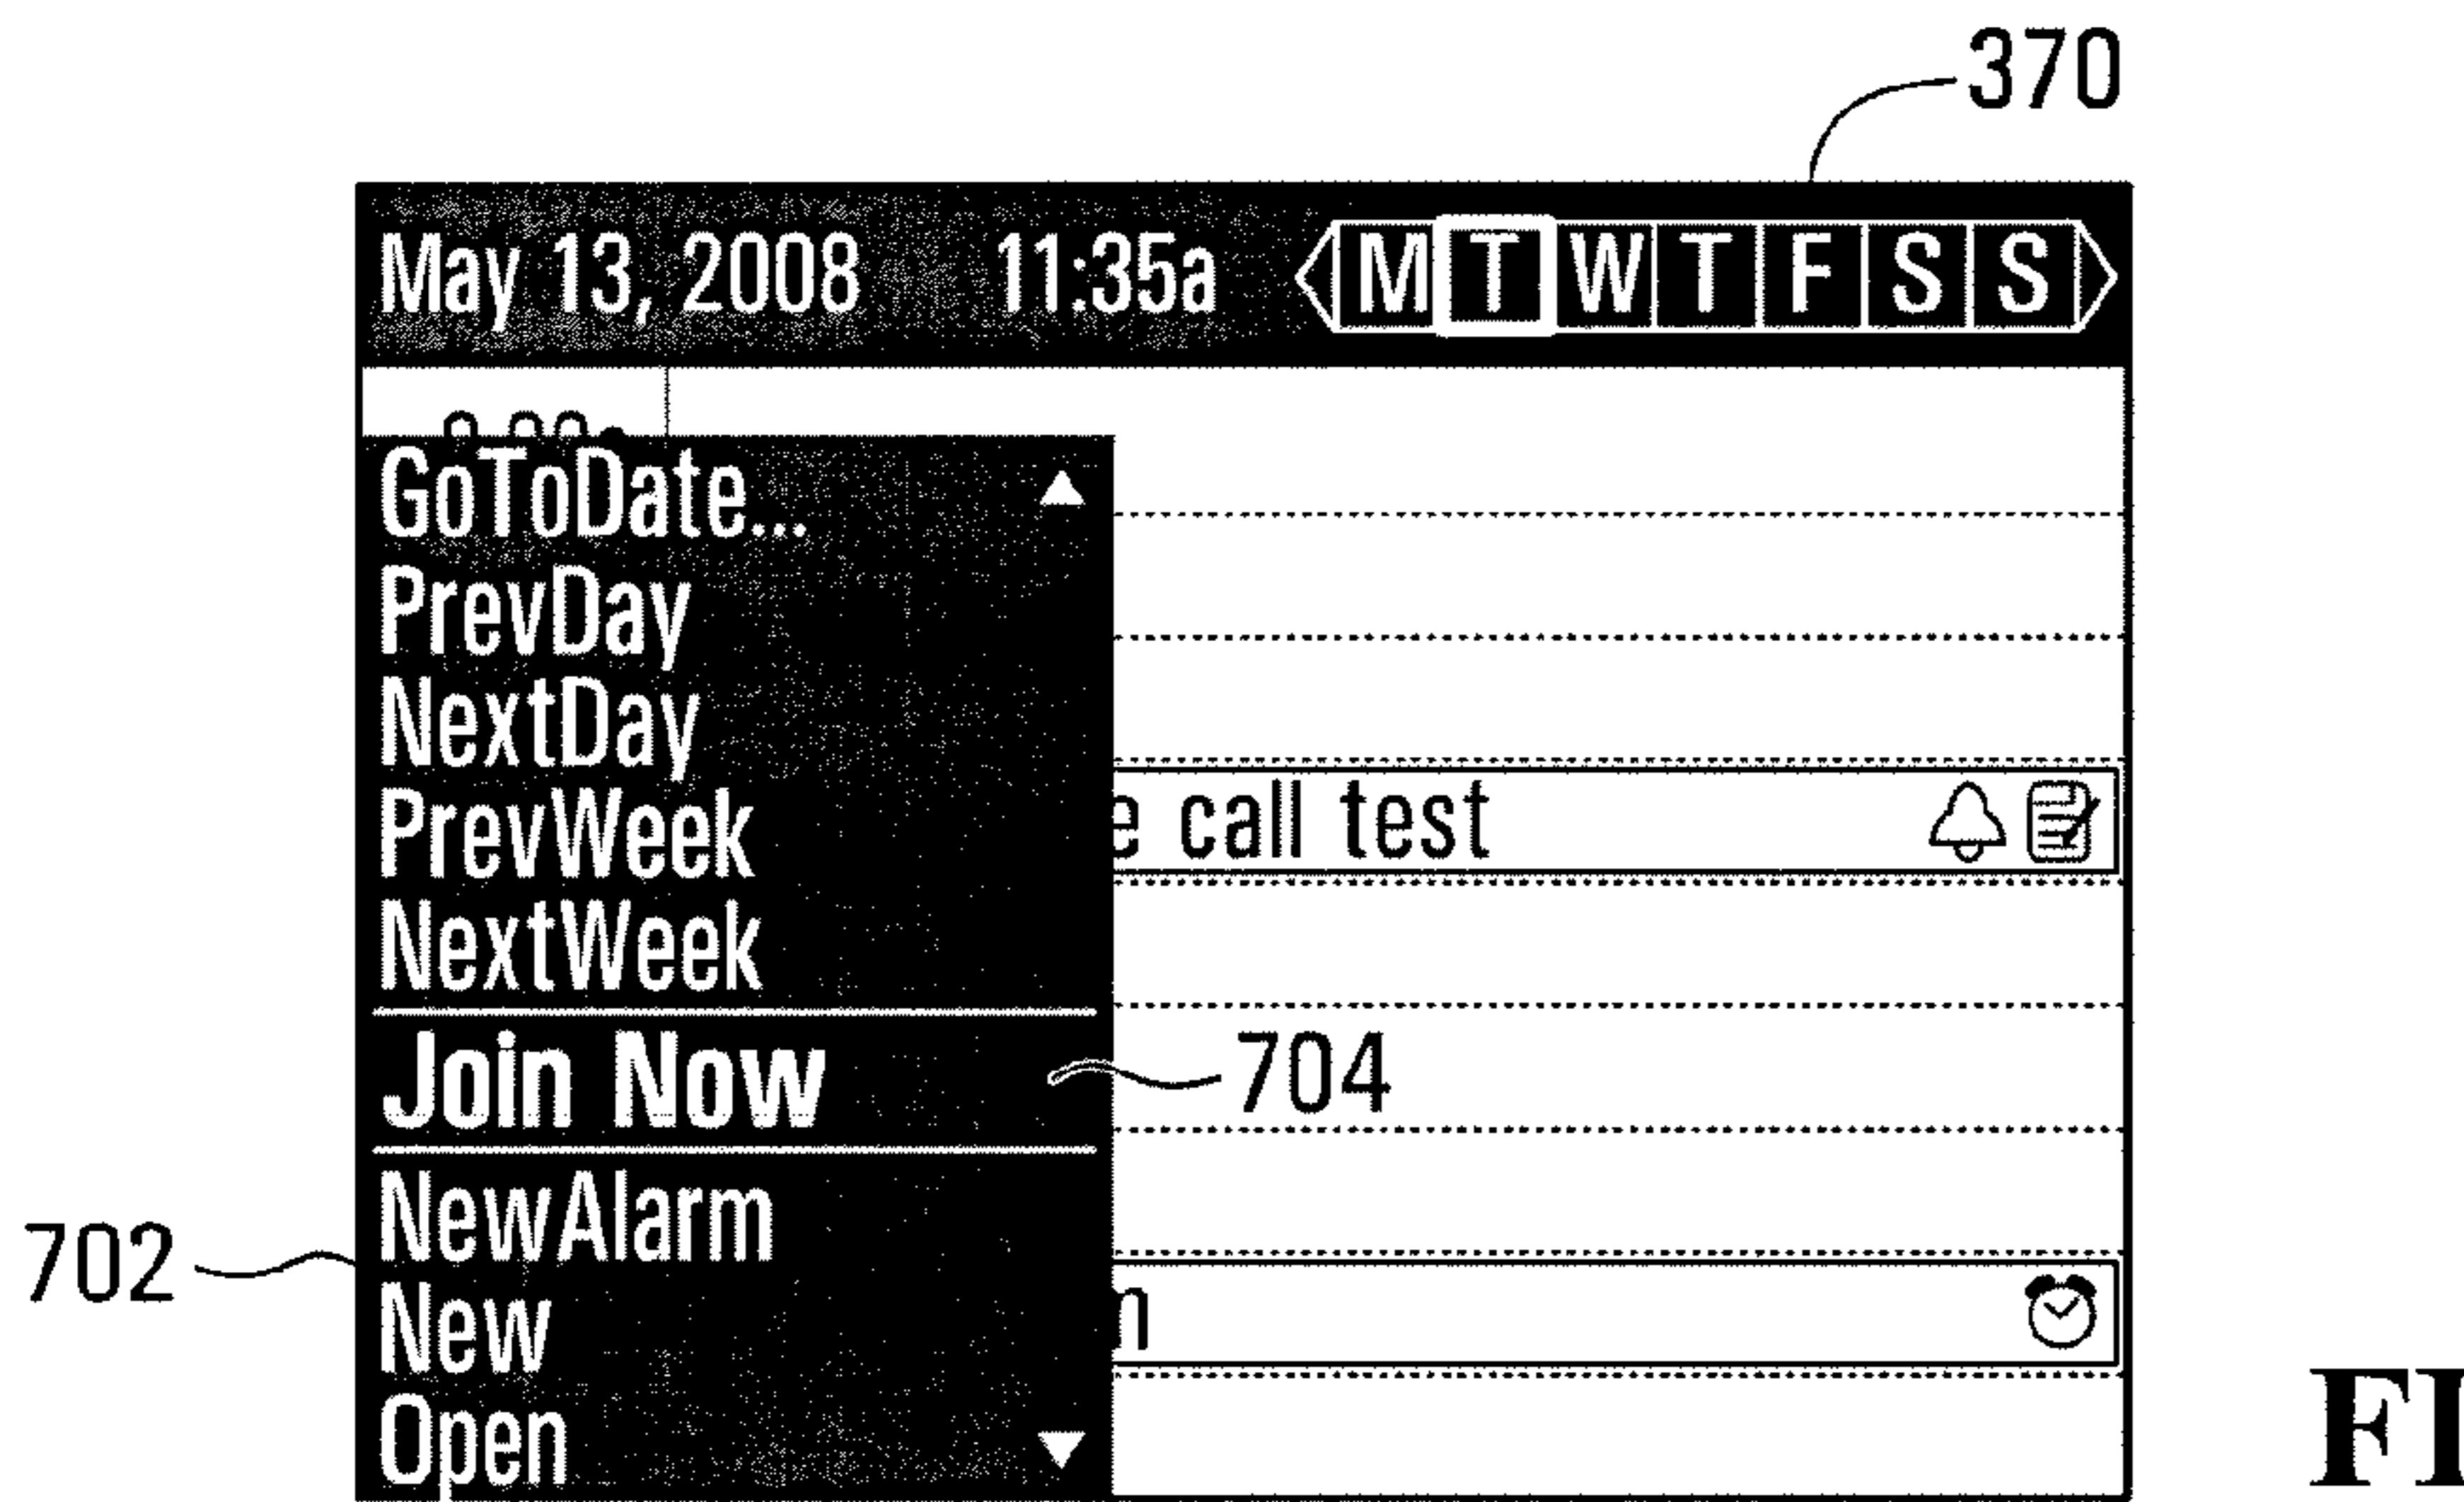 370
May 13, 2008 11:35a M T W T F S S
GoToDate...
PrevDay
NextDay
PrevWeek
call test
NextWeek
Join Now
704
NewAlarm
702
New
Open